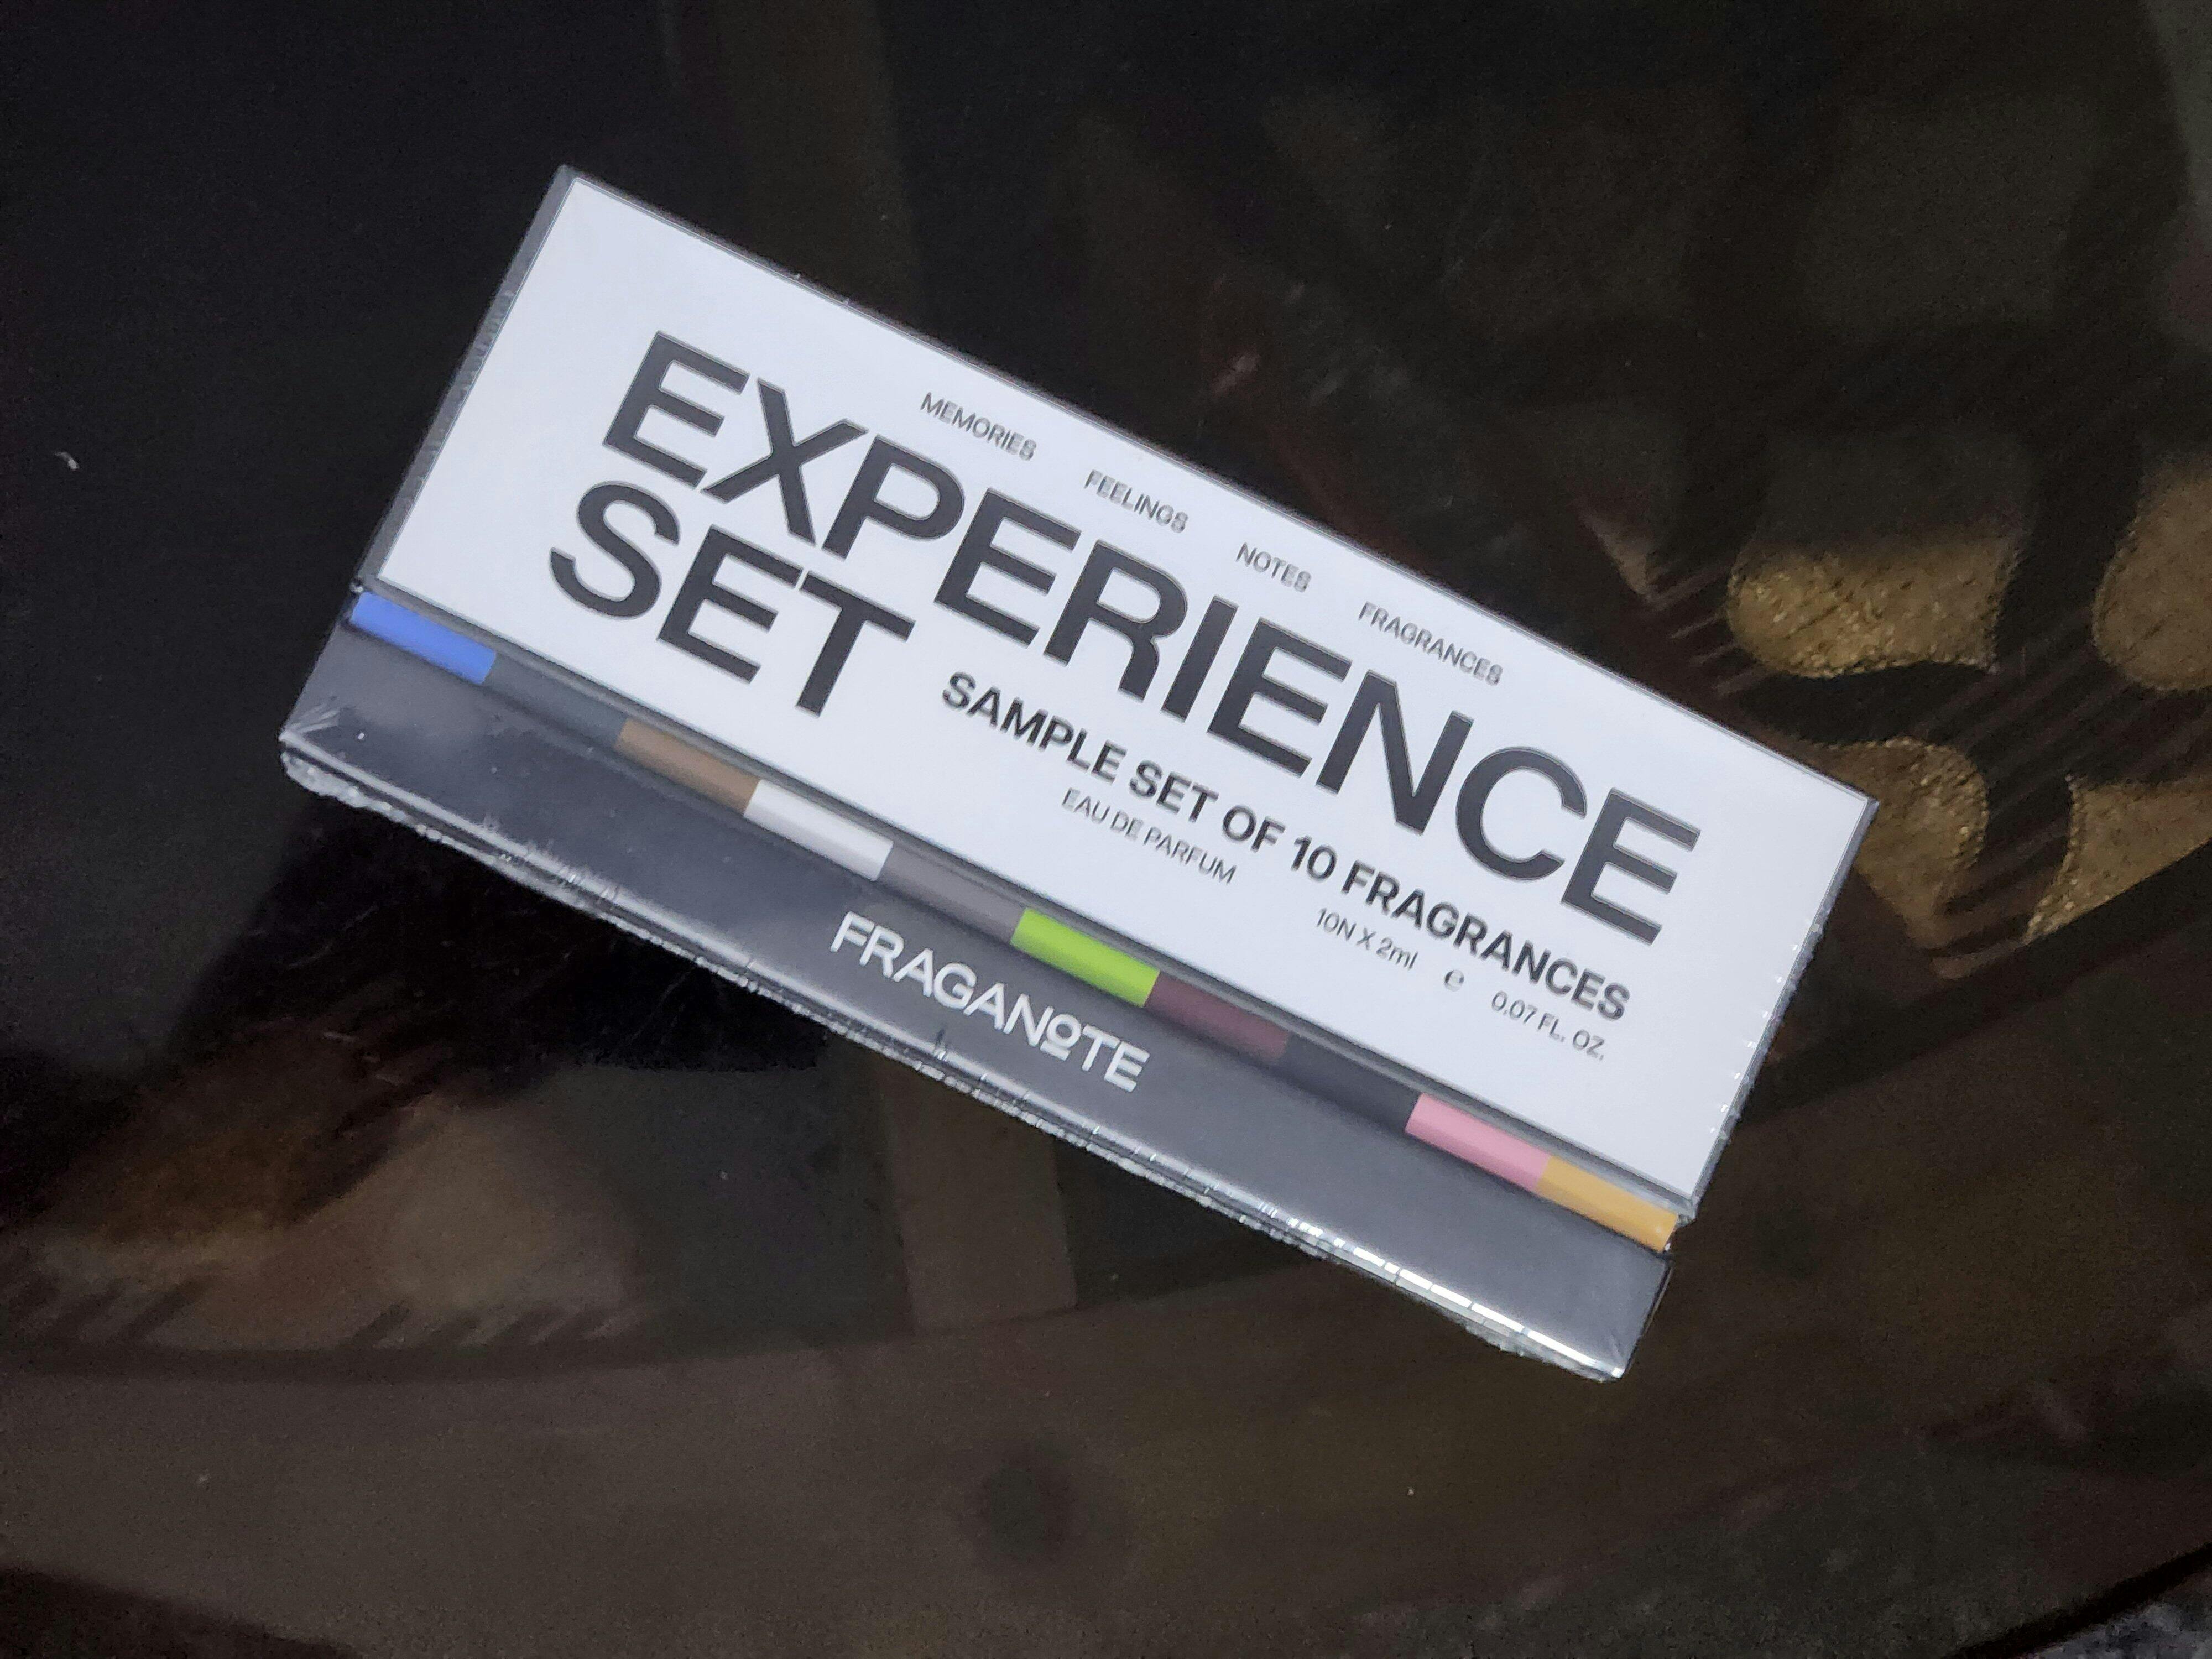 MEMORIES FEELINGS NOTES FRAGRANCES
EXPERIENCE
SET
SAMPLE SET OF 10 FRAGRANCES
EAU DE PARFUM 10N X 2ml ℮ 0.07 FL. OZ.
FRAGANOTE